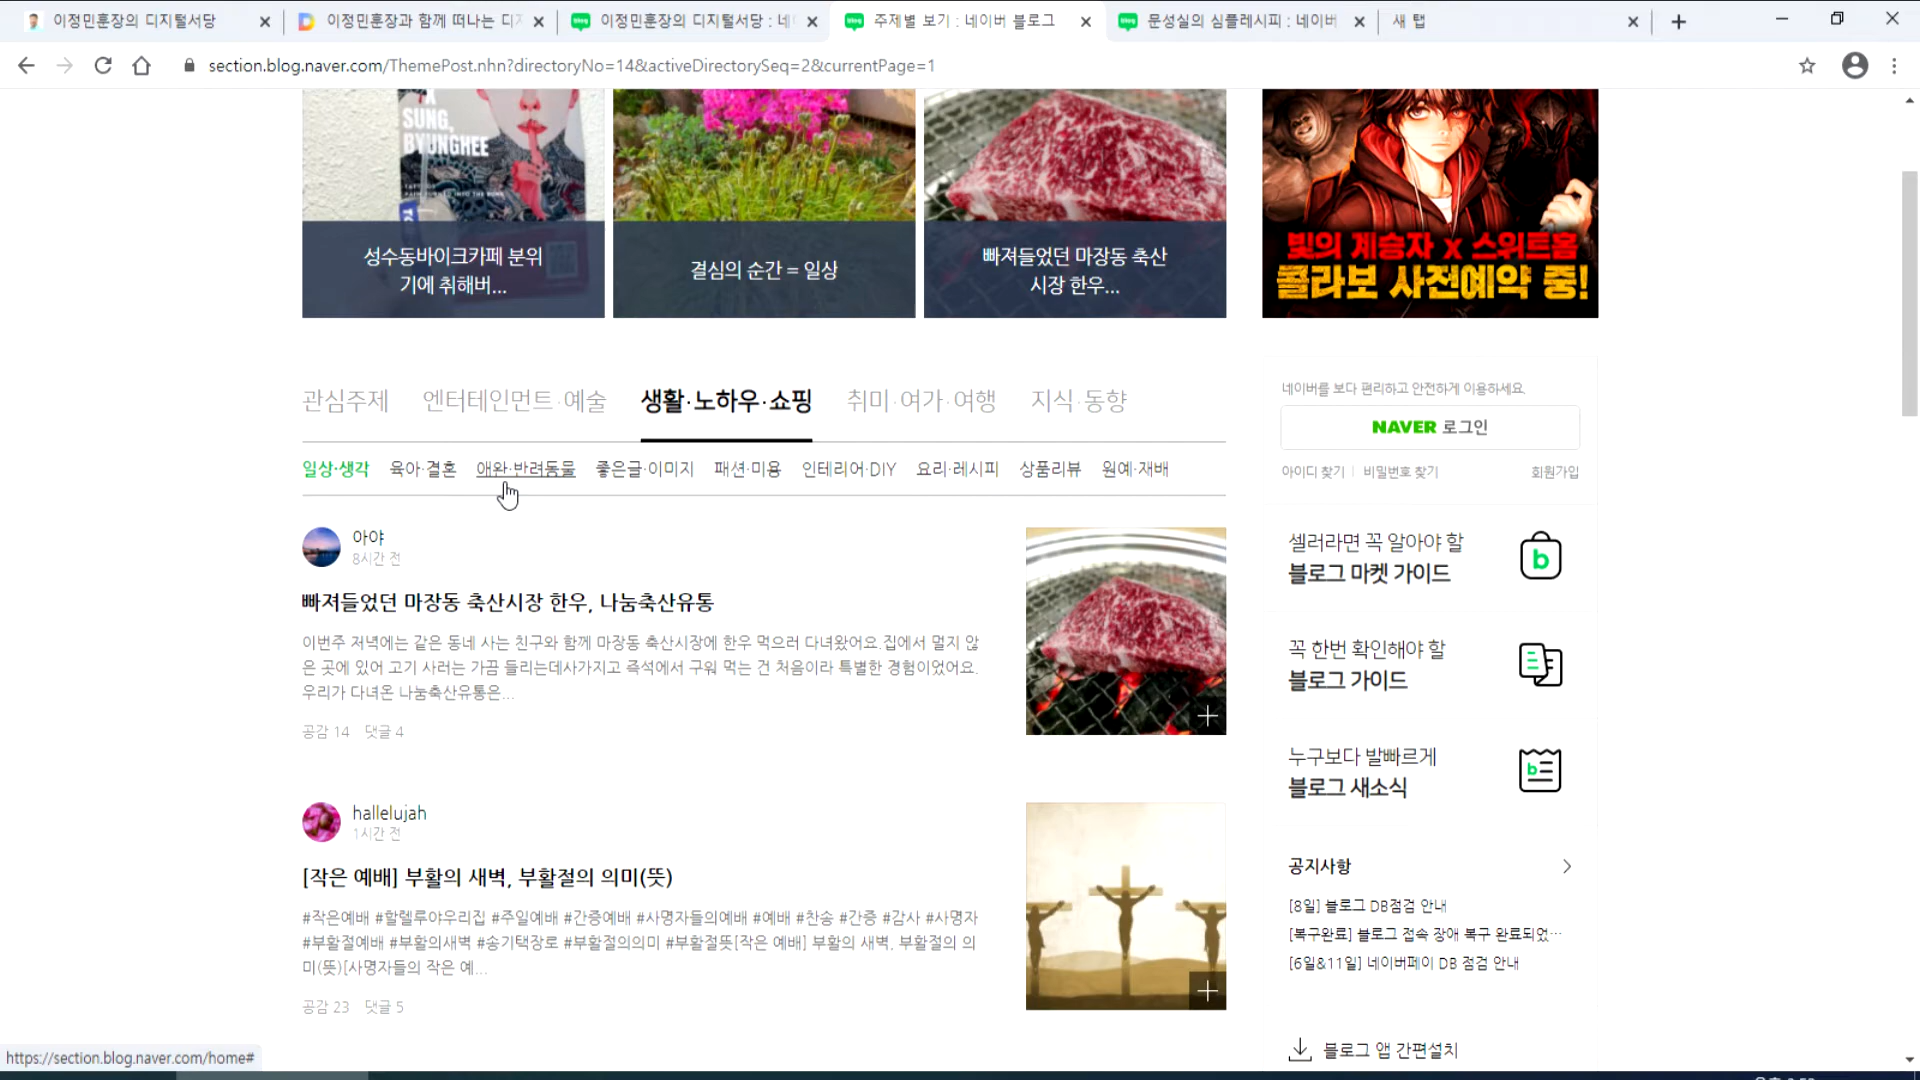 이정민훈장의 디지털서당
이정민훈장과 함께 떠나는 디지
이정민훈장의 디지털서당 : 네이
주제별 보기 : 네이버 블로그
문성실의 심플레시피 : 네이버
새 탭
section.blog.naver.com/ThemePost.nhn?directoryNo=14&activeDirectorySeq=2&currentPage=1
SUNG,
BYUNGHEE
성수동바이크카페 분위
기에 취해버...
결심의 순간 = 일상
빠져들었던 마장동 축산
시장 한우...
빛의 계승자 X 스위트홈
콜라보 사전예약 중!
관심주제 엔터테인먼트·예술 생활·노하우·쇼핑 취미·여가·여행 지식·동향
일상·생각 육아·결혼 애완·반려동물 좋은글·이미지 패션·미용 인테리어·DIY 요리·레시피 상품리뷰 원예·재배
아야
8시간 전
빠져들었던 마장동 축산시장 한우, 나눔축산유통
이번주 저녁에는 같은 동네 사는 친구와 함께 마장동 축산시장에 한우 먹으러 다녀왔어요.집에서 멀지 않
은 곳에 있어 고기 사러는 가끔 들리는데사가지고 즉석에서 구워 먹는 건 처음이라 특별한 경험이었어요.
우리가 다녀온 나눔축산유통은...
공감 14 댓글 4
hallelujah
1시간 전
[작은 예배] 부활의 새벽, 부활절의 의미(뜻)
#작은예배 #할렐루야우리집 #주일예배 #간증예배 #사명자들의예배 #예배 #찬송 #간증 #감사 #사명자
#부활절예배 #부활의새벽 #송기택장로 #부활절의의미 #부활절뜻[작은 예배] 부활의 새벽, 부활절의 의
미(뜻)[사명자들의 작은 예...
공감 23 댓글 5
네이버를 보다 편리하고 안전하게 이용하세요.
NAVER 로그인
아이디 찾기 | 비밀번호 찾기 회원가입
셀러라면 꼭 알아야 할
블로그 마켓 가이드
꼭 한번 확인해야 할
블로그 가이드
누구보다 발빠르게
블로그 새소식
공지사항
[8일] 블로그 DB점검 안내
[복구완료] 블로그 접속 장애 복구 완료되었…
[6일&11일] 네이버페이 DB 점검 안내
블로그 앱 간편설치
https://section.blog.naver.com/home#